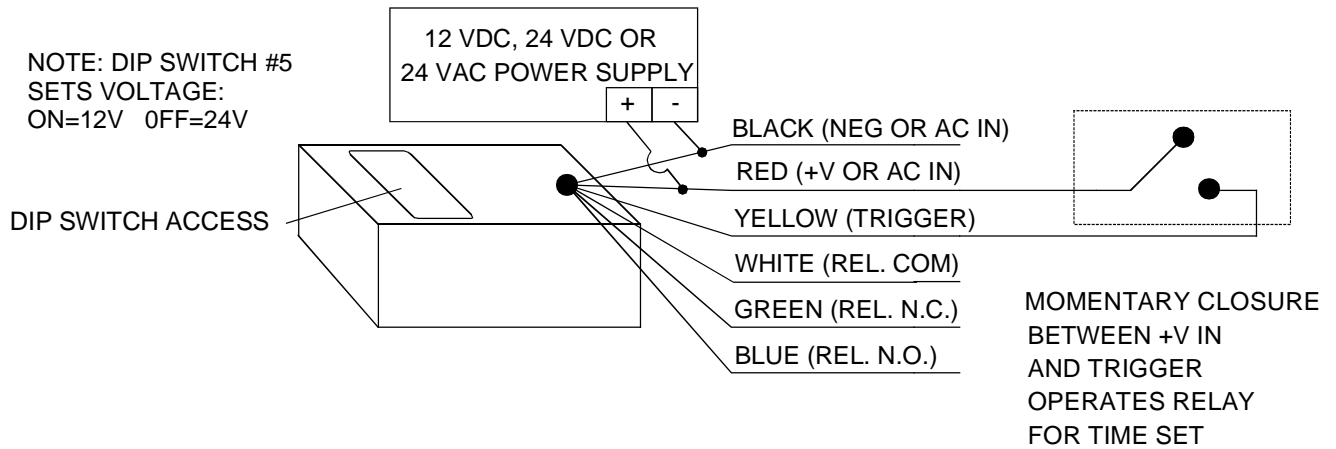 12 VDC, 24 VDC OR
24 VAC POWER SUPPLY
+ -
NOTE: DIP SWITCH #5
SETS VOLTAGE:
ON=12V 0FF=24V
BLACK (NEG OR AC IN)
RED (+V OR AC IN)
DIP SWITCH ACCESS
YELLOW (TRIGGER)
WHITE (REL. COM)
GREEN (REL. N.C.)
BLUE (REL. N.O.)
MOMENTARY CLOSURE
BETWEEN +V IN
AND TRIGGER
OPERATES RELAY
FOR TIME SET